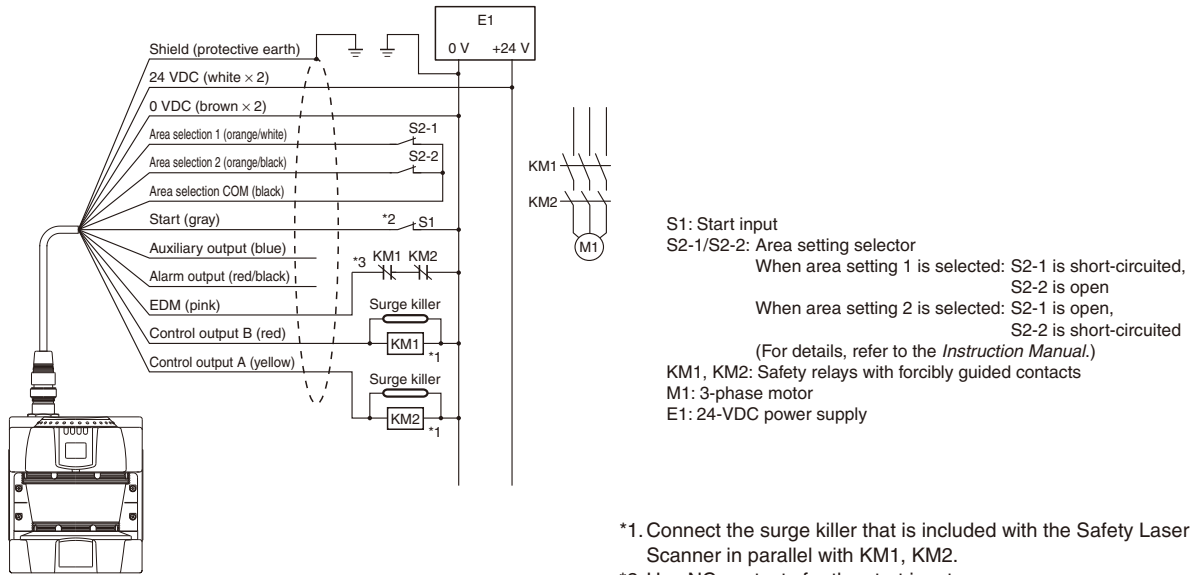 E1
0 V +24 V
Shield (protective earth)
24 VDC (white × 2)
0 VDC (brown × 2)
Area selection 1 (orange/white)
S2-1
Area selection 2 (orange/black)
S2-2
Area selection COM (black)
Start (gray)
*2 S1
Auxiliary output (blue)
Alarm output (red/black)
*3 KM1 KM2
EDM (pink)
Surge killer
Control output B (red)
KM1
*1
Control output A (yellow)
Surge killer
KM2
*1
KM1
KM2
M1
S1: Start input
S2-1/S2-2: Area setting selector
When area setting 1 is selected: S2-1 is short-circuited,
S2-2 is open
When area setting 2 is selected: S2-1 is open,
S2-2 is short-circuited
(For details, refer to the Instruction Manual.)
KM1, KM2: Safety relays with forcibly guided contacts
M1: 3-phase motor
E1: 24-VDC power supply
*1. Connect the surge killer that is included with the Safety Laser
Scanner in parallel with KM1, KM2.